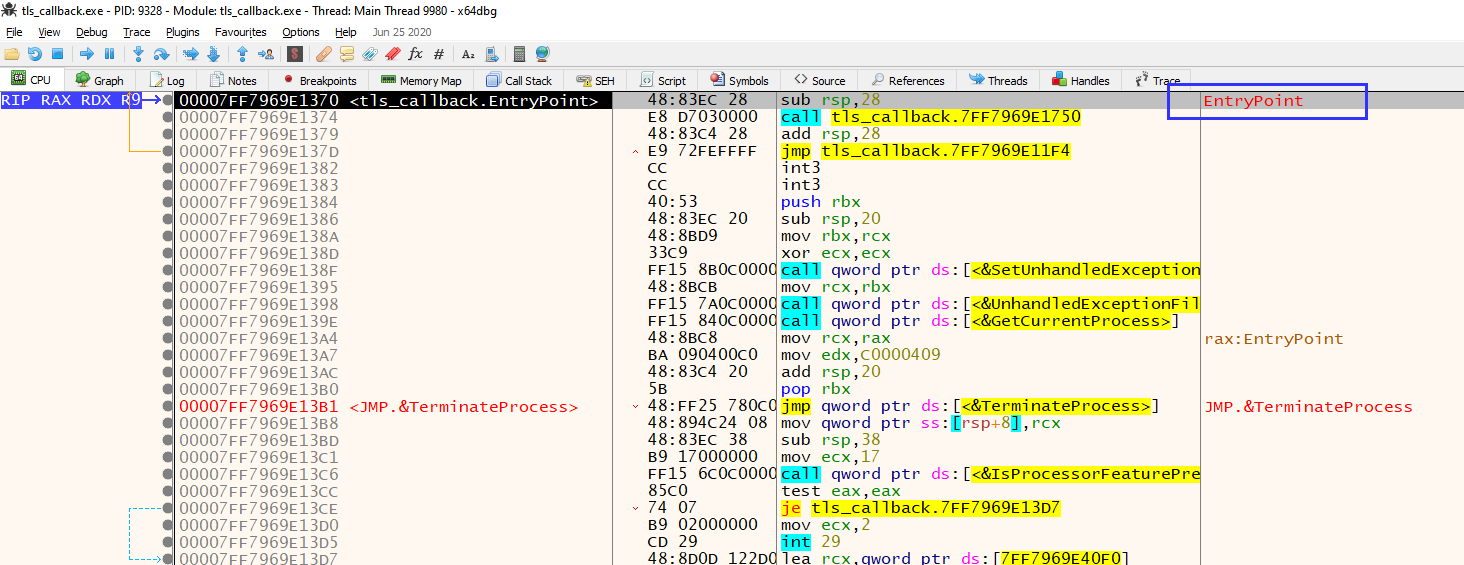 tls_callback.exe - PID: 9328 - Module: tls_callback.exe - Thread: Main Thread 9980 - x64dbg
File View Debug Trace Plugins Favourites Options Help Jun 25 2020
CPU Graph Log Notes Breakpoints Memory Map Call Stack SEH Script Symbols Source References Threads Handles Trace
RIP RAX RDX R9 00007FF7969E1370 <tls_callback.EntryPoint> 48:83EC 28 sub rsp,28 EntryPoint
00007FF7969E1374 E8 D7030000 call tls_callback.7FF7969E1750
00007FF7969E1379 48:83C4 28 add rsp,28
00007FF7969E137D E9 72FEFFFF jmp tls_callback.7FF7969E11F4
00007FF7969E1382 CC int3
00007FF7969E1383 CC int3
00007FF7969E1384 40:53 push rbx
00007FF7969E1386 48:83EC 20 sub rsp,20
00007FF7969E138A 48:8BD9 mov rbx,rcx
00007FF7969E138D 33C9 xor ecx,ecx
00007FF7969E138F FF15 8B0C0000 call qword ptr ds:[<&SetUnhandledException
00007FF7969E1395 48:8BCB mov rcx,rbx
00007FF7969E1398 FF15 7A0C0000 call qword ptr ds:[<&UnhandledExceptionFil
00007FF7969E139E FF15 840C0000 call qword ptr ds:[<&GetCurrentProcess>]
00007FF7969E13A4 48:8BC8 mov rcx,rax rax:EntryPoint
00007FF7969E13A7 BA 090400C0 mov edx,C0000409
00007FF7969E13AC 48:83C4 20 add rsp,20
00007FF7969E13B0 5B pop rbx
00007FF7969E13B1 <JMP.&TerminateProcess> 48:FF25 780C0 jmp qword ptr ds:[<&TerminateProcess>] JMP.&TerminateProcess
00007FF7969E13B8 48:894C24 08 mov qword ptr ss:[rsp+8],rcx
00007FF7969E13BD 48:83EC 38 sub rsp,38
00007FF7969E13C1 B9 17000000 mov ecx,17
00007FF7969E13C6 FF15 6C0C0000 call qword ptr ds:[<&IsProcessorFeaturePre
00007FF7969E13CC 85C0 test eax,eax
00007FF7969E13CE 74 07 je tls_callback.7FF7969E13D7
00007FF7969E13D0 B9 02000000 mov ecx,2
00007FF7969E13D5 CD 29 int 29
00007FF7969E13D7 48:8D0D 122D0 lea rcx,qword ptr ds:[7FF7969E40F0]